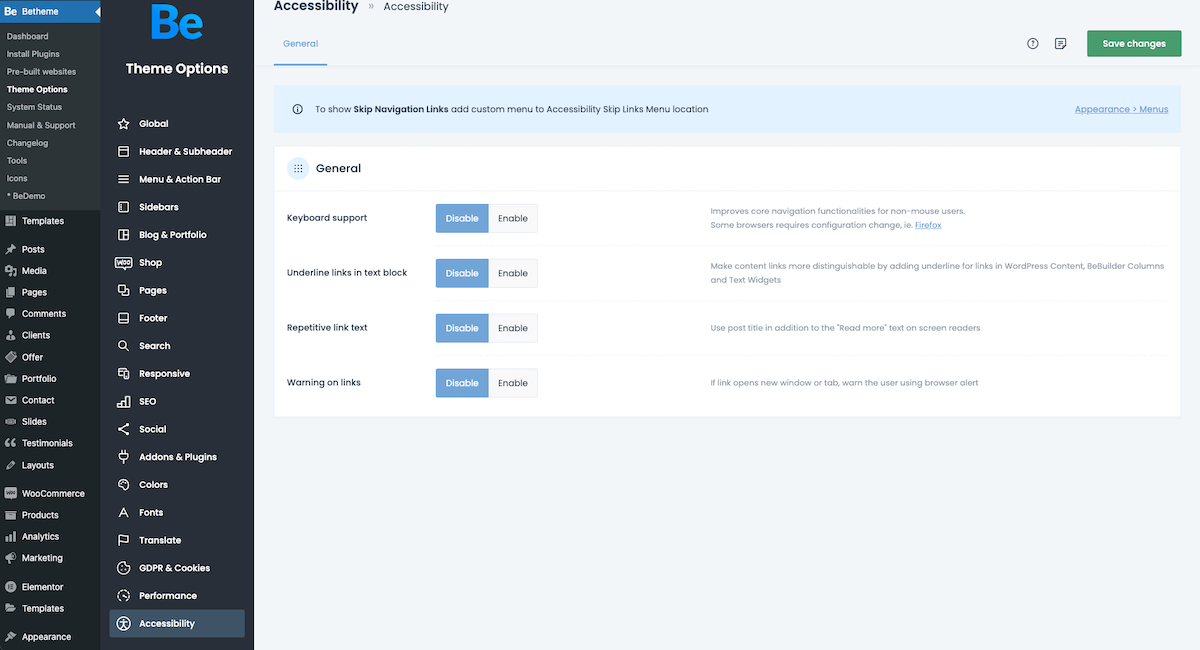 Be Betheme
Dashboard
Install Plugins
Pre-built websites
Theme Options
System Status
Manual & Support
Changelog
Tools
Icons
* BeDemo
Templates
Posts
Media
Pages
Comments
Clients
Offer
Portfolio
Contact
Slides
Testimonials
Layouts
WooCommerce
Products
Analytics
Marketing
Elementor
Templates
Appearance
Be
Theme Options
Global
Header & Subheader
Menu & Action Bar
Sidebars
Blog & Portfolio
Woo Shop
Pages
Footer
Search
Responsive
SEO
Social
Addons & Plugins
Colors
Fonts
Translate
GDPR & Cookies
Performance
Accessibility
Accessibility » Accessibility
General
Save changes
To show Skip Navigation Links add custom menu to Accessibility Skip Links Menu location
Appearance > Menus
General
Keyboard support
Disable Enable
Improves core navigation functionalities for non-mouse users.
Some browsers requires configuration change, ie. Firefox
Underline links in text block
Disable Enable
Make content links more distinguishable by adding underline for links in WordPress Content, BeBuilder Columns
and Text Widgets
Repetitive link text
Disable Enable
Use post title in addition to the "Read more" text on screen readers
Warning on links
Disable Enable
If link opens new window or tab, warn the user using browser alert